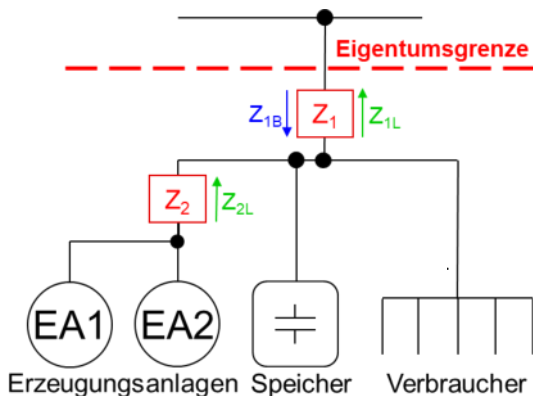 Eigentumsgrenze
Z1B Z1 Z1L
Z2 Z2L
EA1 EA2
Erzeugungsanlagen Speicher Verbraucher